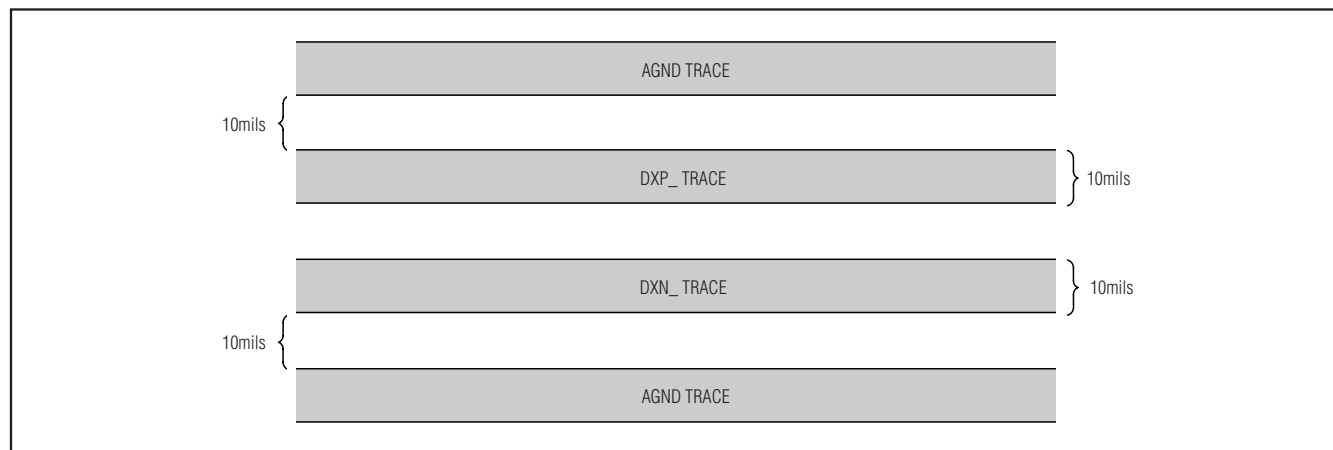 AGND TRACE
10mils
DXP_ TRACE
10mils
DXN_ TRACE
10mils
10mils
AGND TRACE